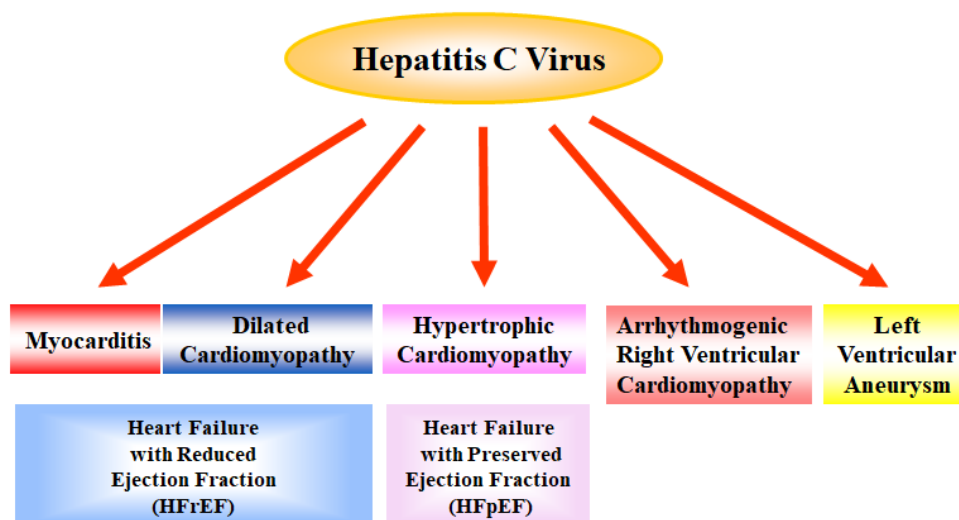 Hepatitis C Virus
Myocarditis
Dilated
Cardiomyopathy
Hypertrophic
Cardiomyopathy
Arrhythmogenic
Right Ventricular
Cardiomyopathy
Left
Ventricular
Aneurysm
Heart Failure
with Reduced
Ejection Fraction
(HFrEF)
Heart Failure
with Preserved
Ejection Fraction
(HFpEF)